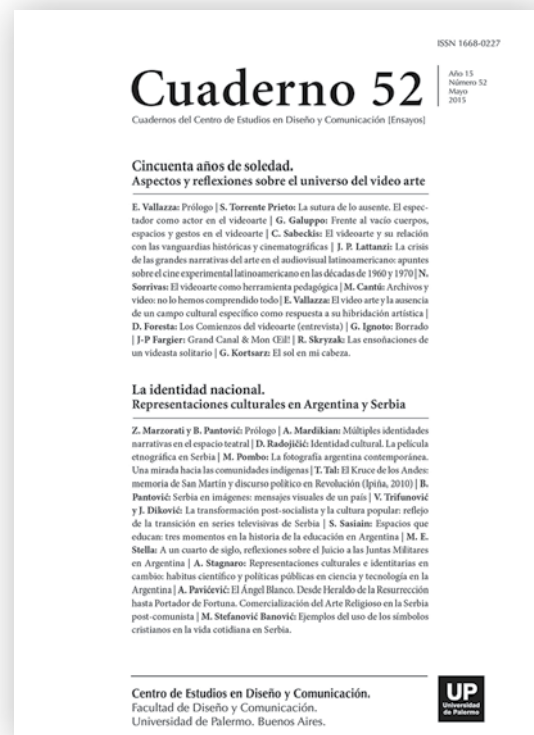 ISSN 1668-0227
Cuaderno 52
Año 15
Número 52
Mayo
2015
Cuadernos del Centro de Estudios en Diseño y Comunicación [Ensayos]
Cincuenta años de soledad.
Aspectos y reflexiones sobre el universo del video arte
E. Vallazza: Prólogo | S. Torrente Prieto: La sutura de lo ausente. El espec-
tador como actor en el videoarte | G. Galuppo: Frente al vacío cuerpos,
espacios y gestos en el videoarte | C. Sabeckis: El videoarte y su relación
con las vanguardias históricas y cinematográficas | J. P. Lattanzi: La crisis
de las grandes narrativas del arte en el audiovisual latinoamericano: apuntes
sobre el cine experimental latinoamericano en las décadas de 1960 y 1970 | N.
Sorrivas: El videoarte como herramienta pedagógica | M. Cantú: Archivos y
video: no lo hemos comprendido todo | E. Vallazza: El video arte y la ausencia
de un campo cultural específico como respuesta a su hibridación artística |
D. Foresta: Los Comienzos del videoarte (entrevista) | G. Ignoto: Borrado
| J-P Fargier: Grand Canal & Mon Œil! | R. Skryzak: Las ensoñaciones de
un videasta solitario | G. Kortsarz: El sol en mi cabeza.
La identidad nacional.
Representaciones culturales en Argentina y Serbia
Z. Marzorati y B. Pantović: Prólogo | A. Mardikian: Múltiples identidades
narrativas en el espacio teatral | D. Radojičić: Identidad cultural. La película
etnográfica en Serbia | M. Pombo: La fotografía argentina contemporánea.
Una mirada hacia las comunidades indígenas | T. Tal: El Kruce de los Andes:
memoria de San Martín y discurso político en Revolución (Ipiña, 2010) | B.
Pantović: Serbia en imágenes: mensajes visuales de un país | V. Trifunović
y J. Diković: La transformación post-socialista y la cultura popular: reflejo
de la transición en series televisivas de Serbia | S. Sasiain: Espacios que
educan: tres momentos en la historia de la educación en Argentina | M. E.
Stella: A un cuarto de siglo, reflexiones sobre el Juicio a las Juntas Militares
en Argentina | A. Stagnaro: Representaciones culturales e identitarias en
cambio: habitus científico y políticas públicas en ciencia y tecnología en la
Argentina | A. Pavićević: El Ángel Blanco. Desde Heraldo de la Resurrección
hasta Portador de Fortuna. Comercialización del Arte Religioso en la Serbia
post-comunista | M. Stefanović Banović: Ejemplos del uso de los símbolos
cristianos en la vida cotidiana en Serbia.
Centro de Estudios en Diseño y Comunicación.
Facultad de Diseño y Comunicación.
Universidad de Palermo. Buenos Aires.
UP
Universidad
de Palermo